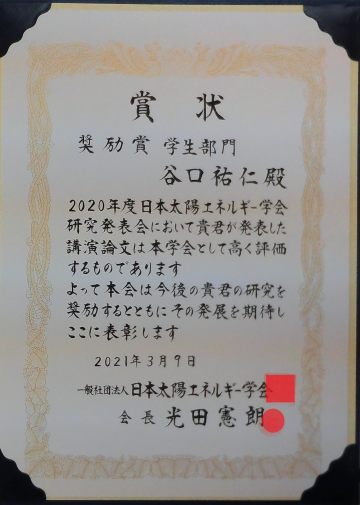 賞状
奨励賞 学生部門
谷口祐仁殿
2020年度日本太陽エネルギー学会
研究発表会において貴君が発表した
講演論文は本学会として高く評価
するものであります
よって本会は今後の貴君の研究を
奨励するとともにその発展を期待し
ここに表彰します
2021年3月9日
一般社団法人日本太陽エネルギー学会
会長 光田憲朗